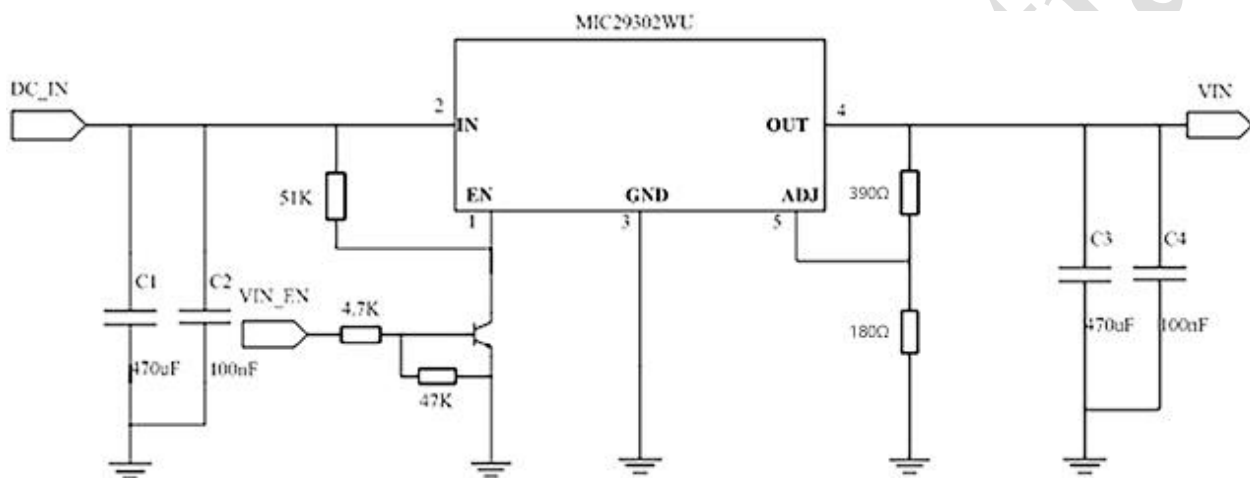 MIC29302WU
DC_IN
2
IN
OUT
4
VIN
51K
EN
GND
ADJ
1
3
5
390Ω
C3
C4
C1
C2
VIN_EN
4.7K
180Ω
470uF
100nF
470uF
100nF
47K